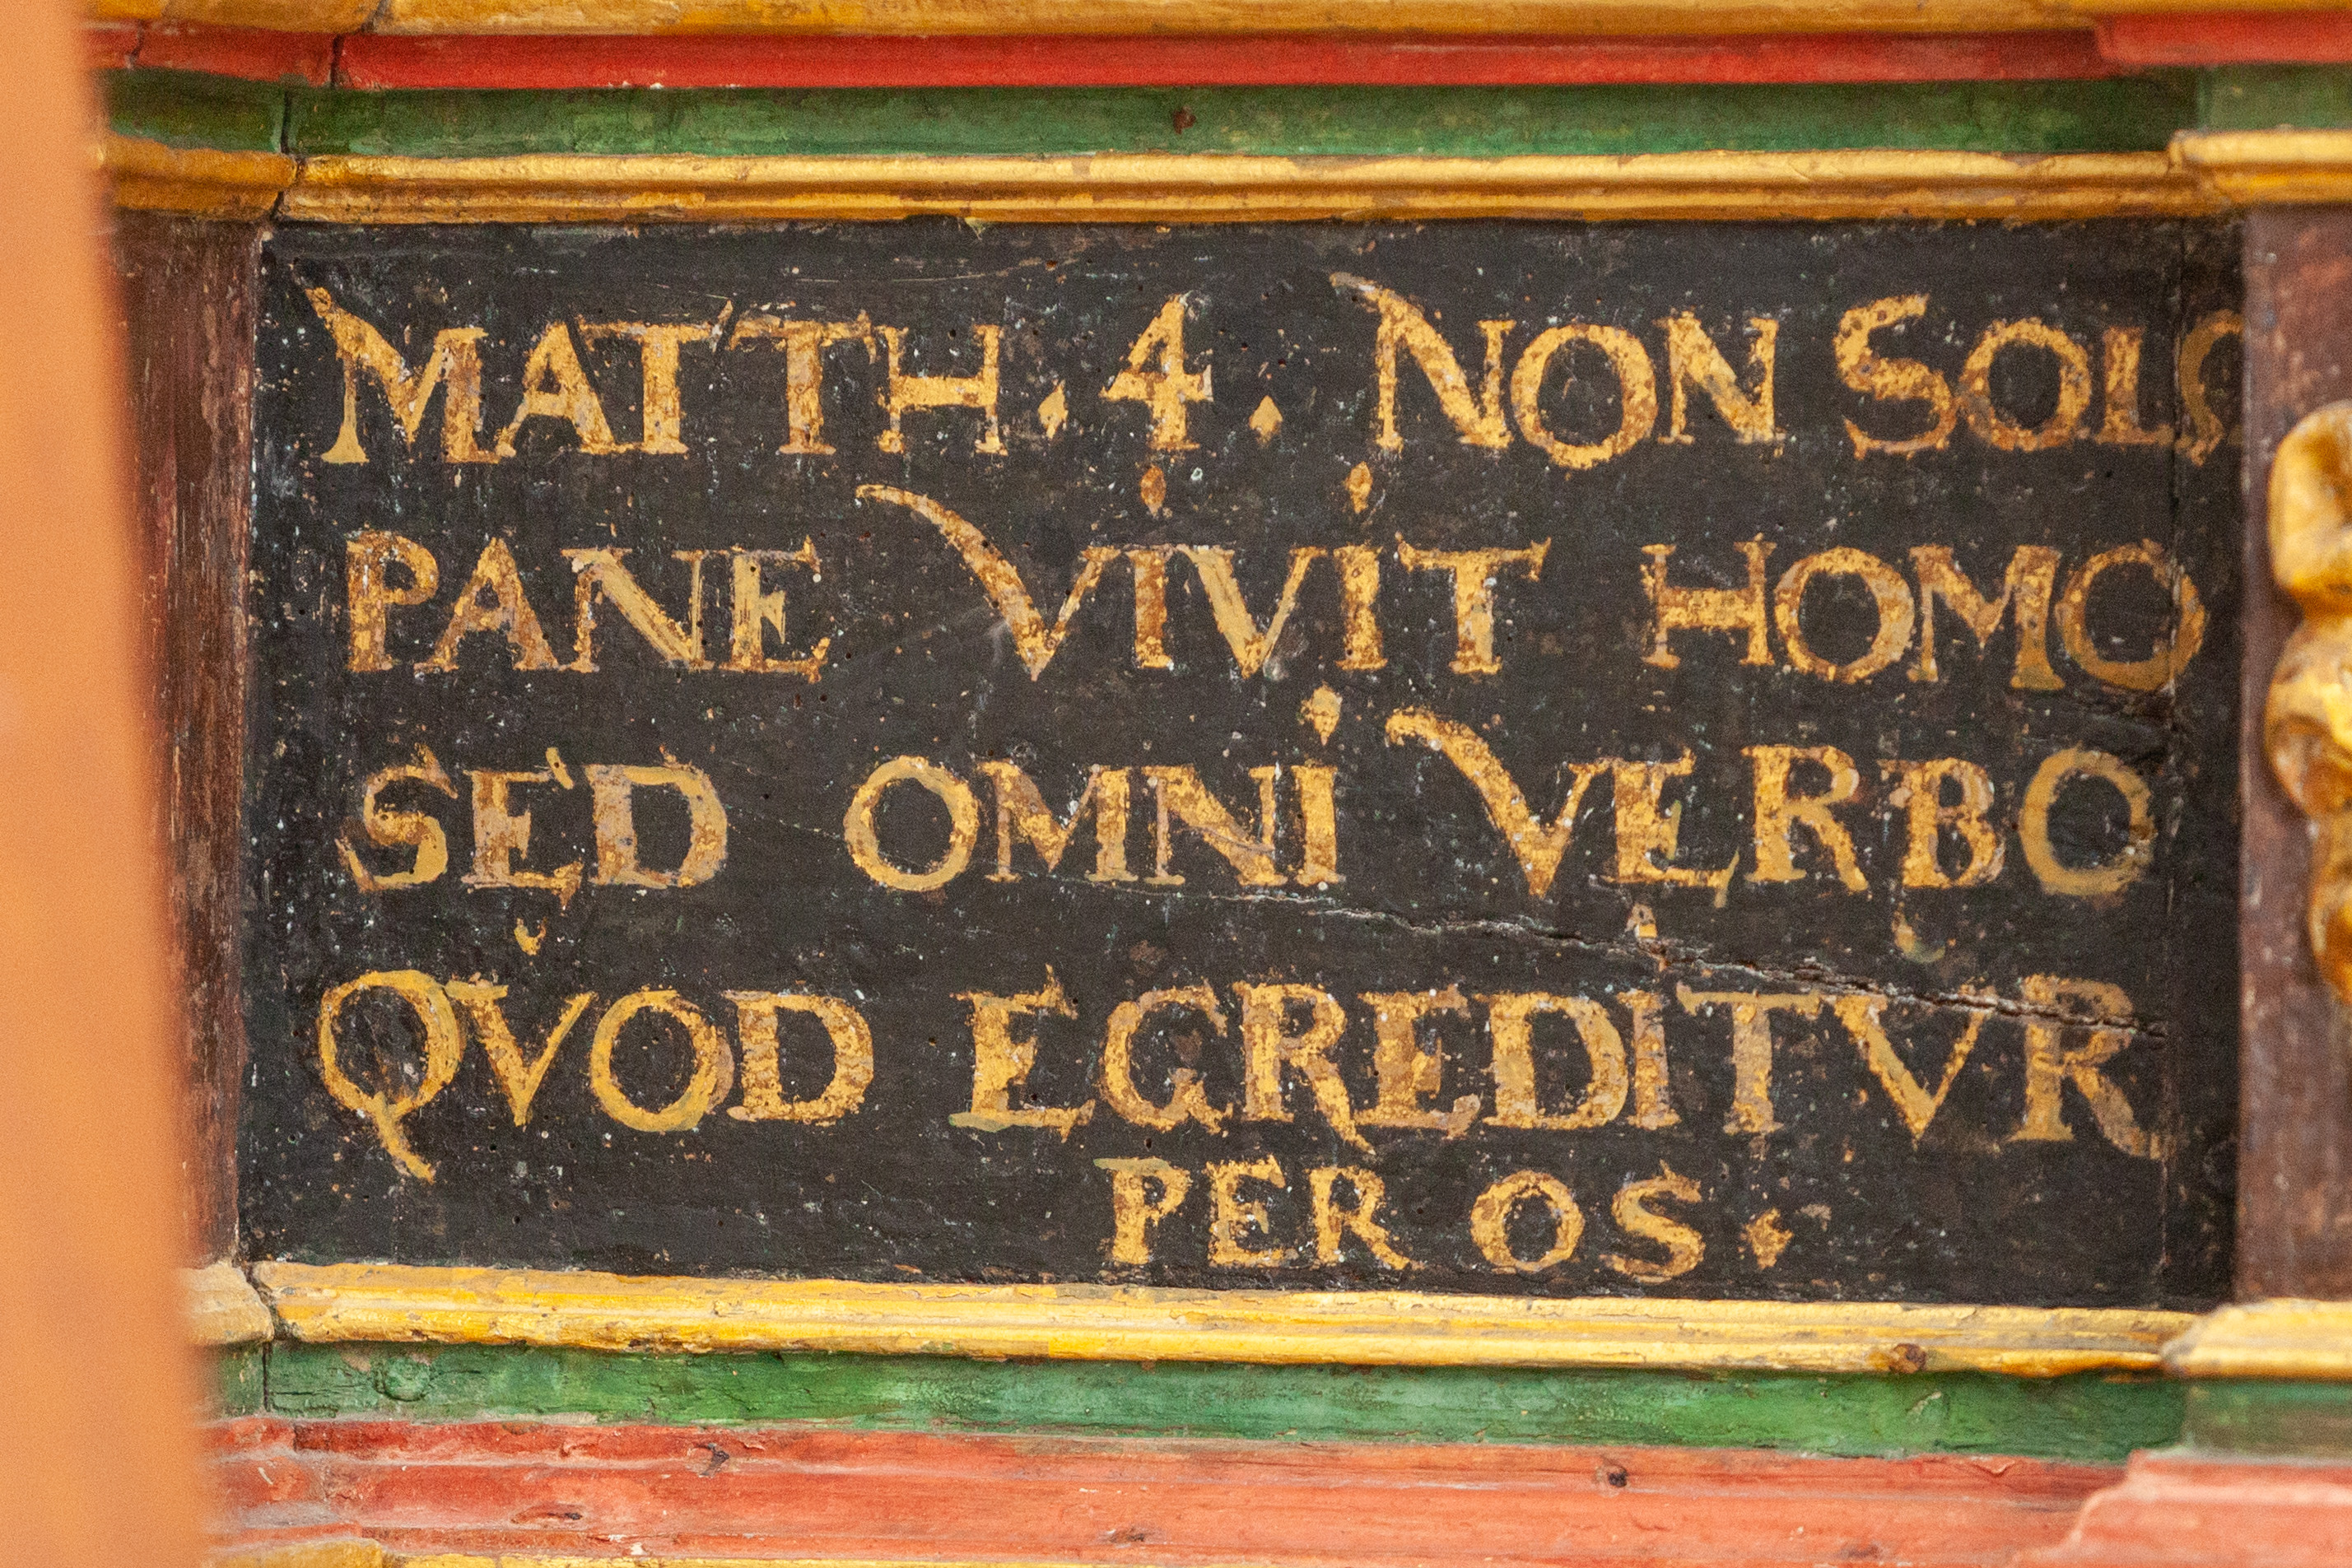 MATTH. 4. NON SOLO
PANE VIVIT HOMO
SED OMNI VERBO
QVOD EGREDITVR
PER OS.